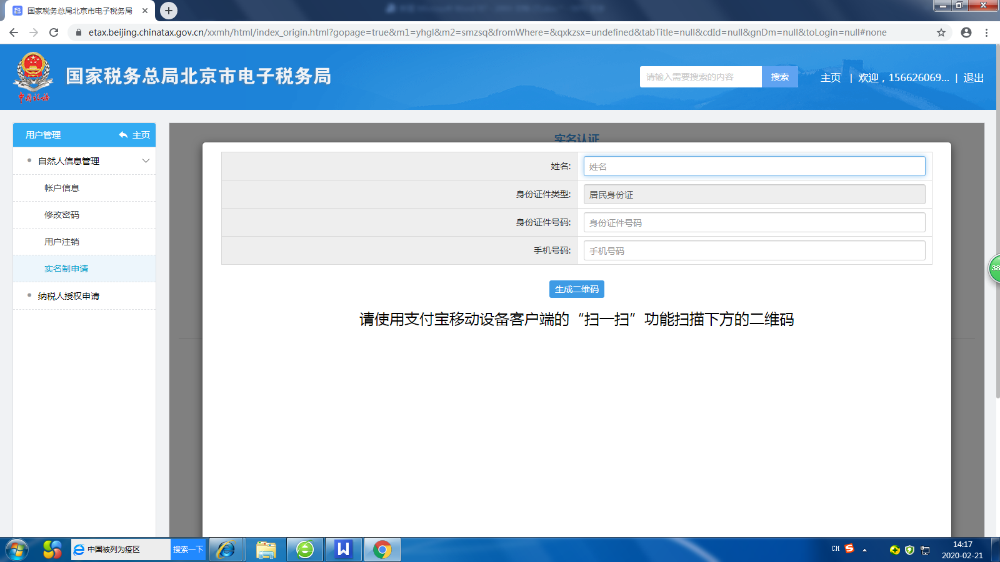 国家税务总局北京市电子税务局
etax.beijing.chinatax.gov.cn/xxmh/html/index_origin.html?gopage=true&m1=yhgl&m2=smzsq&fromWhere=&qxkzsx=undefined&tabTitle=null&cdId=null&gnDm=null&toLogin=null#none
中国税务
国家税务总局北京市电子税务局
请输入需要搜索的内容 搜索
主页 | 欢迎，156626069... | 退出
用户管理 主页
自然人信息管理
帐户信息
修改密码
用户注销
实名制申请
纳税人授权申请
实名认证
姓名: 姓名
身份证件类型: 居民身份证
身份证件号码: 身份证件号码
手机号码: 手机号码
生成二维码
请使用支付宝移动设备客户端的“扫一扫”功能扫描下方的二维码
38
中国被列为疫区 搜索一下
CH
14:17
2020-02-21